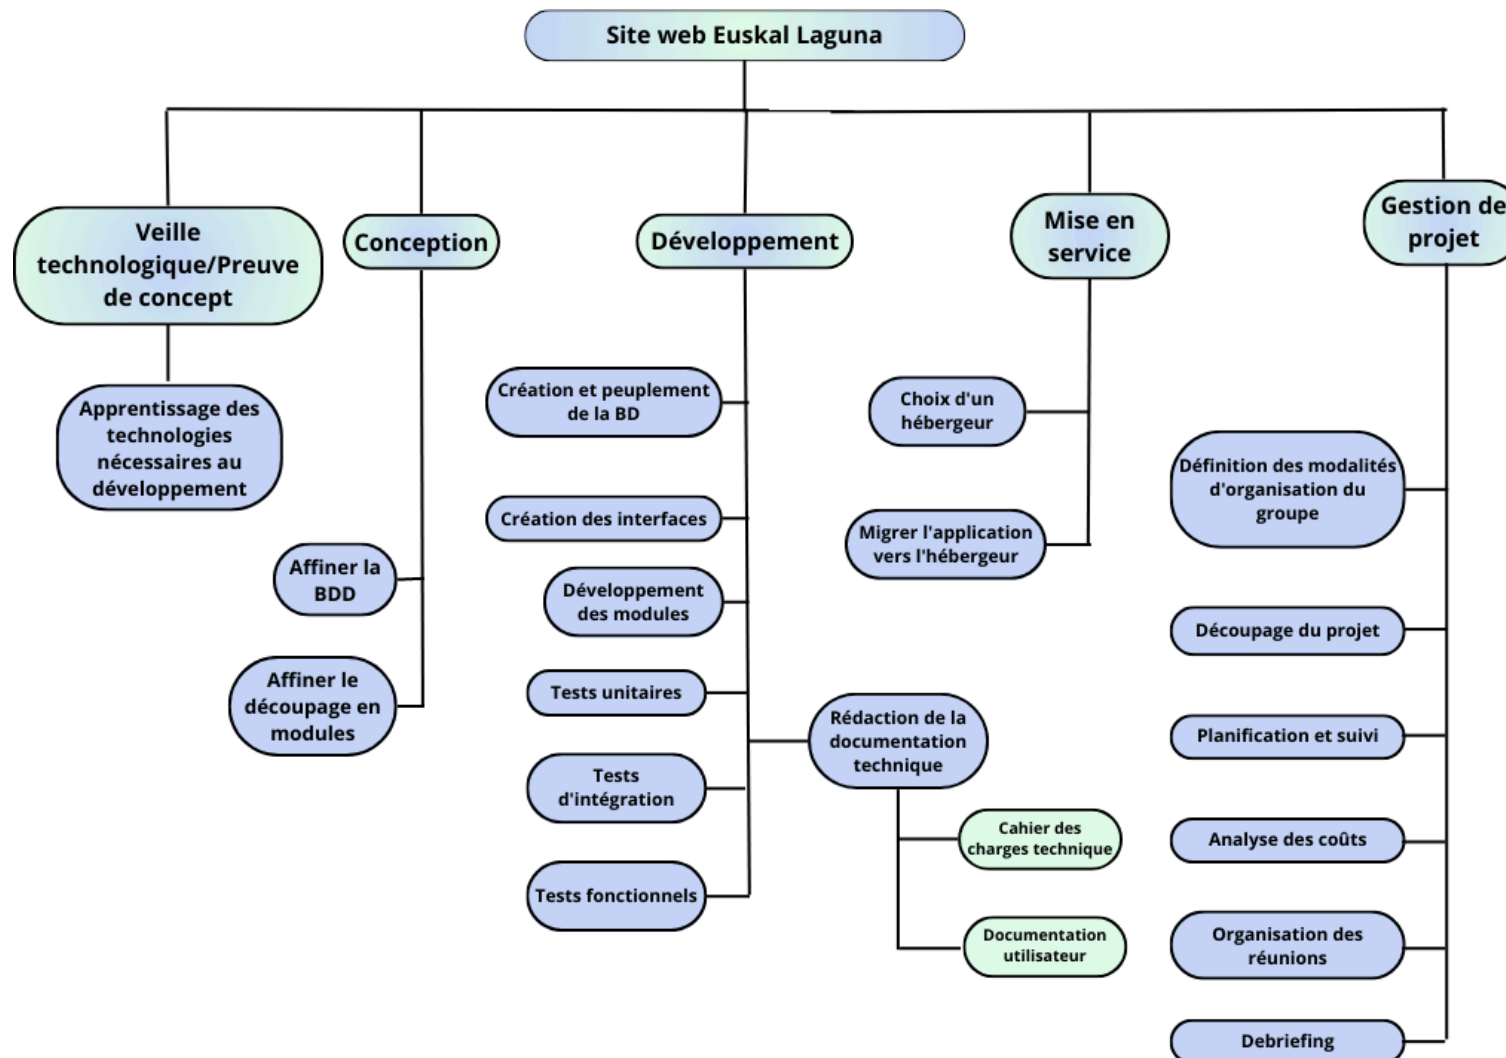 Site web Euskal Laguna
Veille
technologique/Preuve
de concept
Apprentissage des
technologies
nécessaires au
développement
Conception
Affiner la
BDD
Affiner le
découpage en
modules
Développement
Création et peuplement
de la BD
Création des interfaces
Développement
des modules
Tests unitaires
Tests
d'intégration
Tests fonctionnels
Rédaction de la
documentation
technique
Cahier des
charges technique
Documentation
utilisateur
Mise en
service
Choix d'un
hébergeur
Migrer l'application
vers l'hébergeur
Gestion de
projet
Définition des modalités
d'organisation du
groupe
Découpage du projet
Planification et suivi
Analyse des coûts
Organisation des
réunions
Debriefing